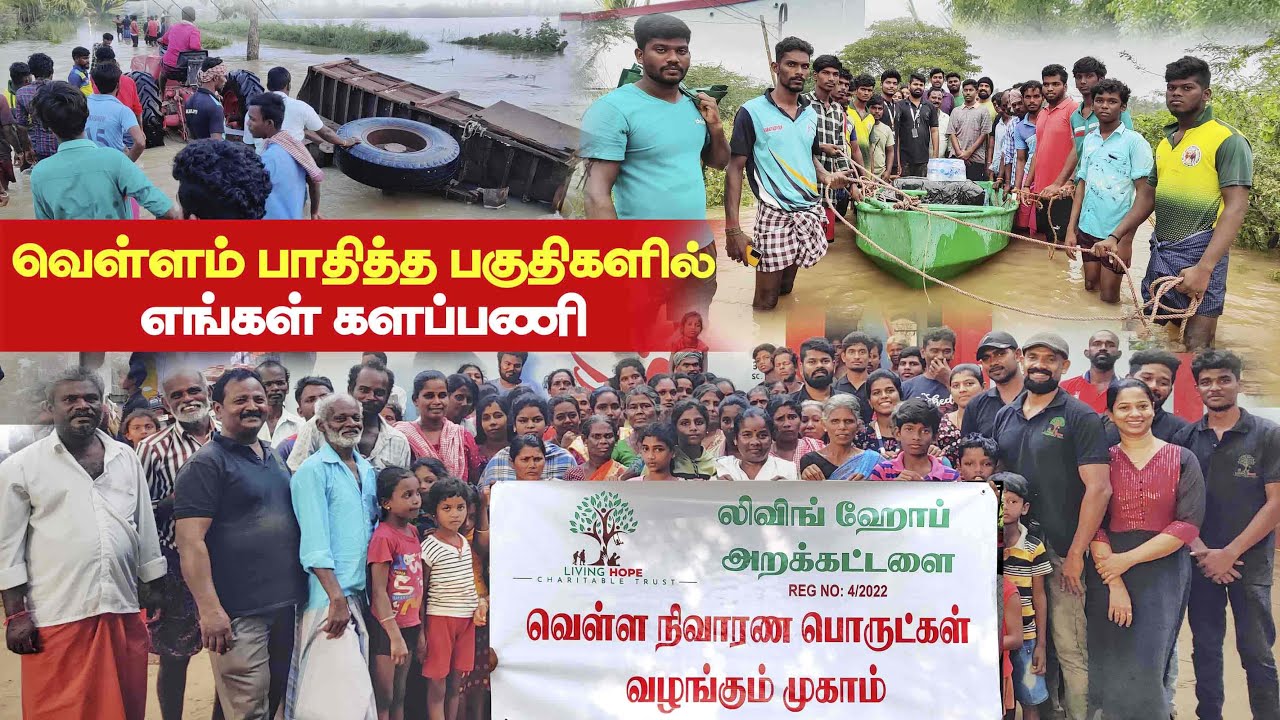 வெள்ளம் பாதித்த பகுதிகளில்
எங்கள் களப்பணி
லிவிங் ஹோப்
அறக்கட்டளை
LIVING HOPE
CHARITABLE TRUST
REG NO: 4/2022
வெள்ள நிவாரண பொருட்கள்
வழங்கும் முகாம்